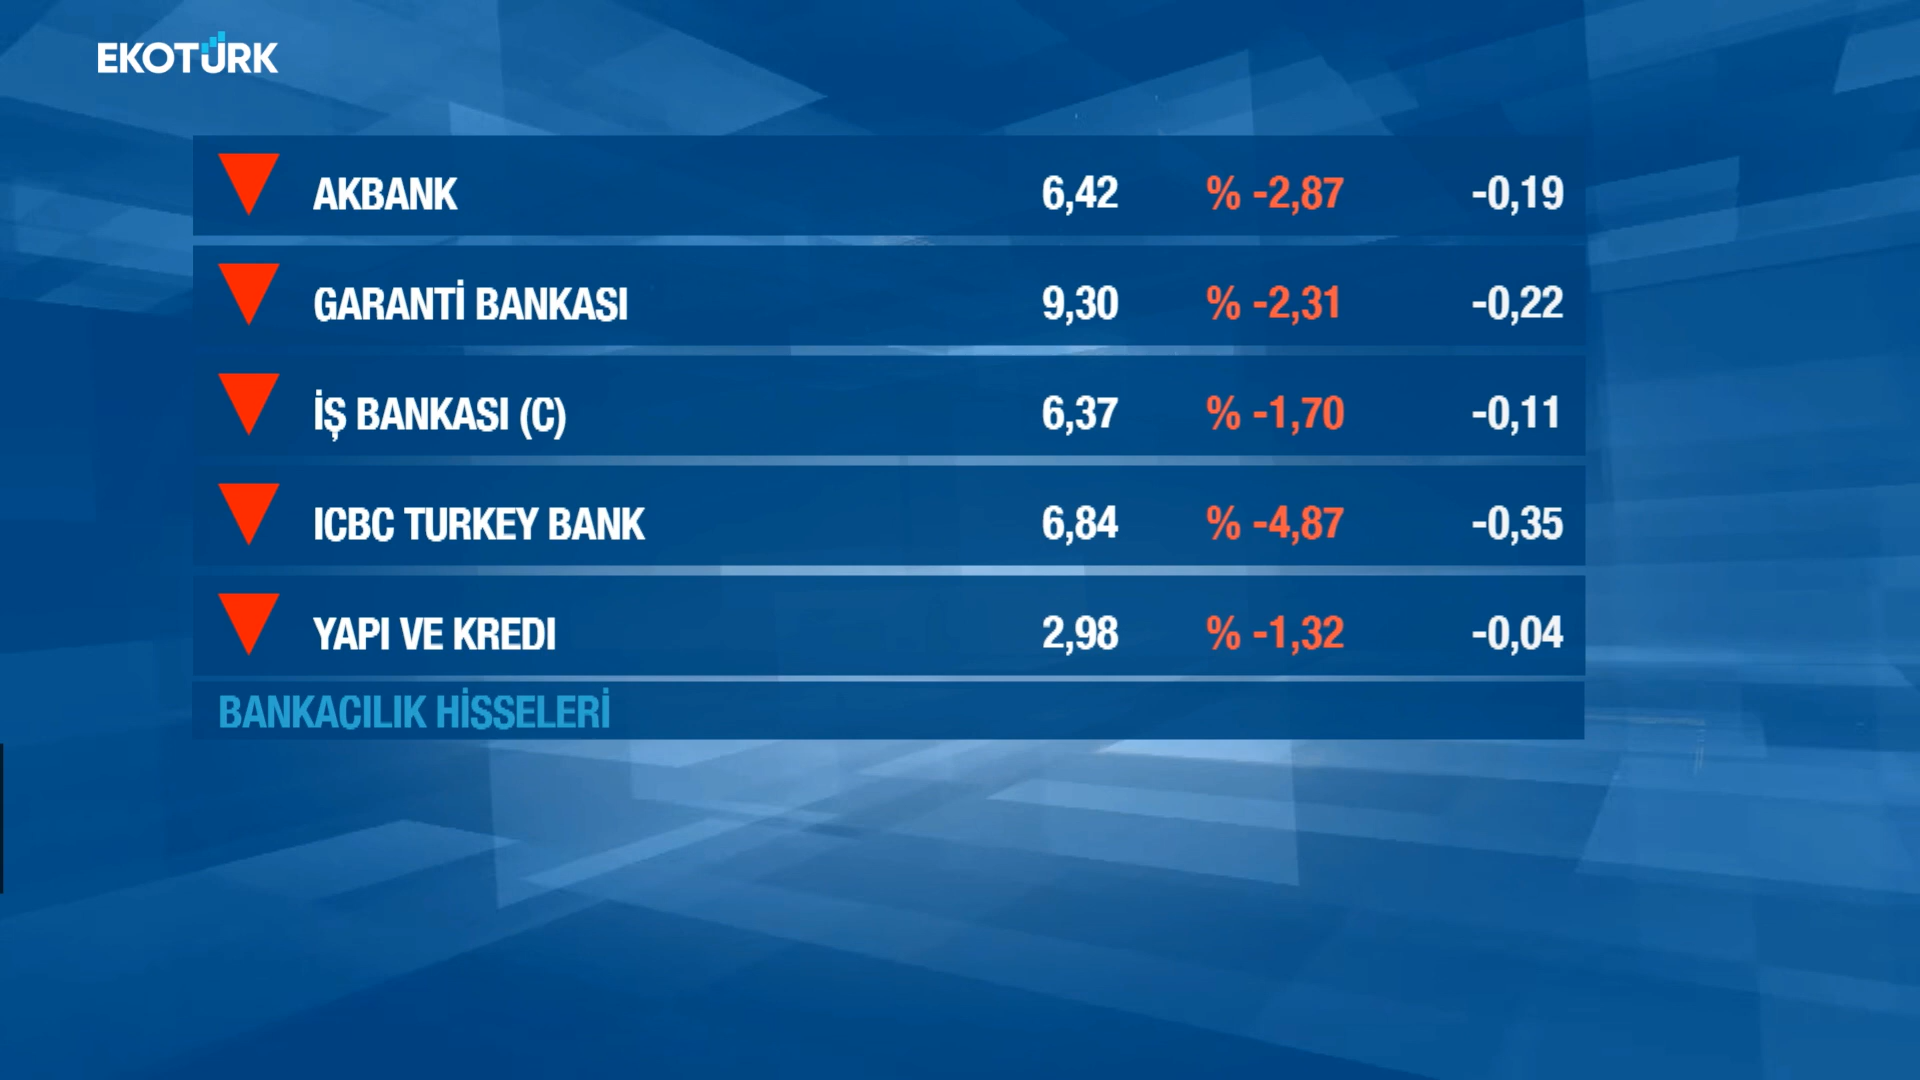 EKOTÜRK
AKBANK 6,42 % -2,87 -0,19
GARANTİ BANKASI 9,30 % -2,31 -0,22
İŞ BANKASI (C) 6,37 % -1,70 -0,11
ICBC TURKEY BANK 6,84 % -4,87 -0,35
YAPI VE KREDI 2,98 % -1,32 -0,04
BANKACILIK HİSSELERİ